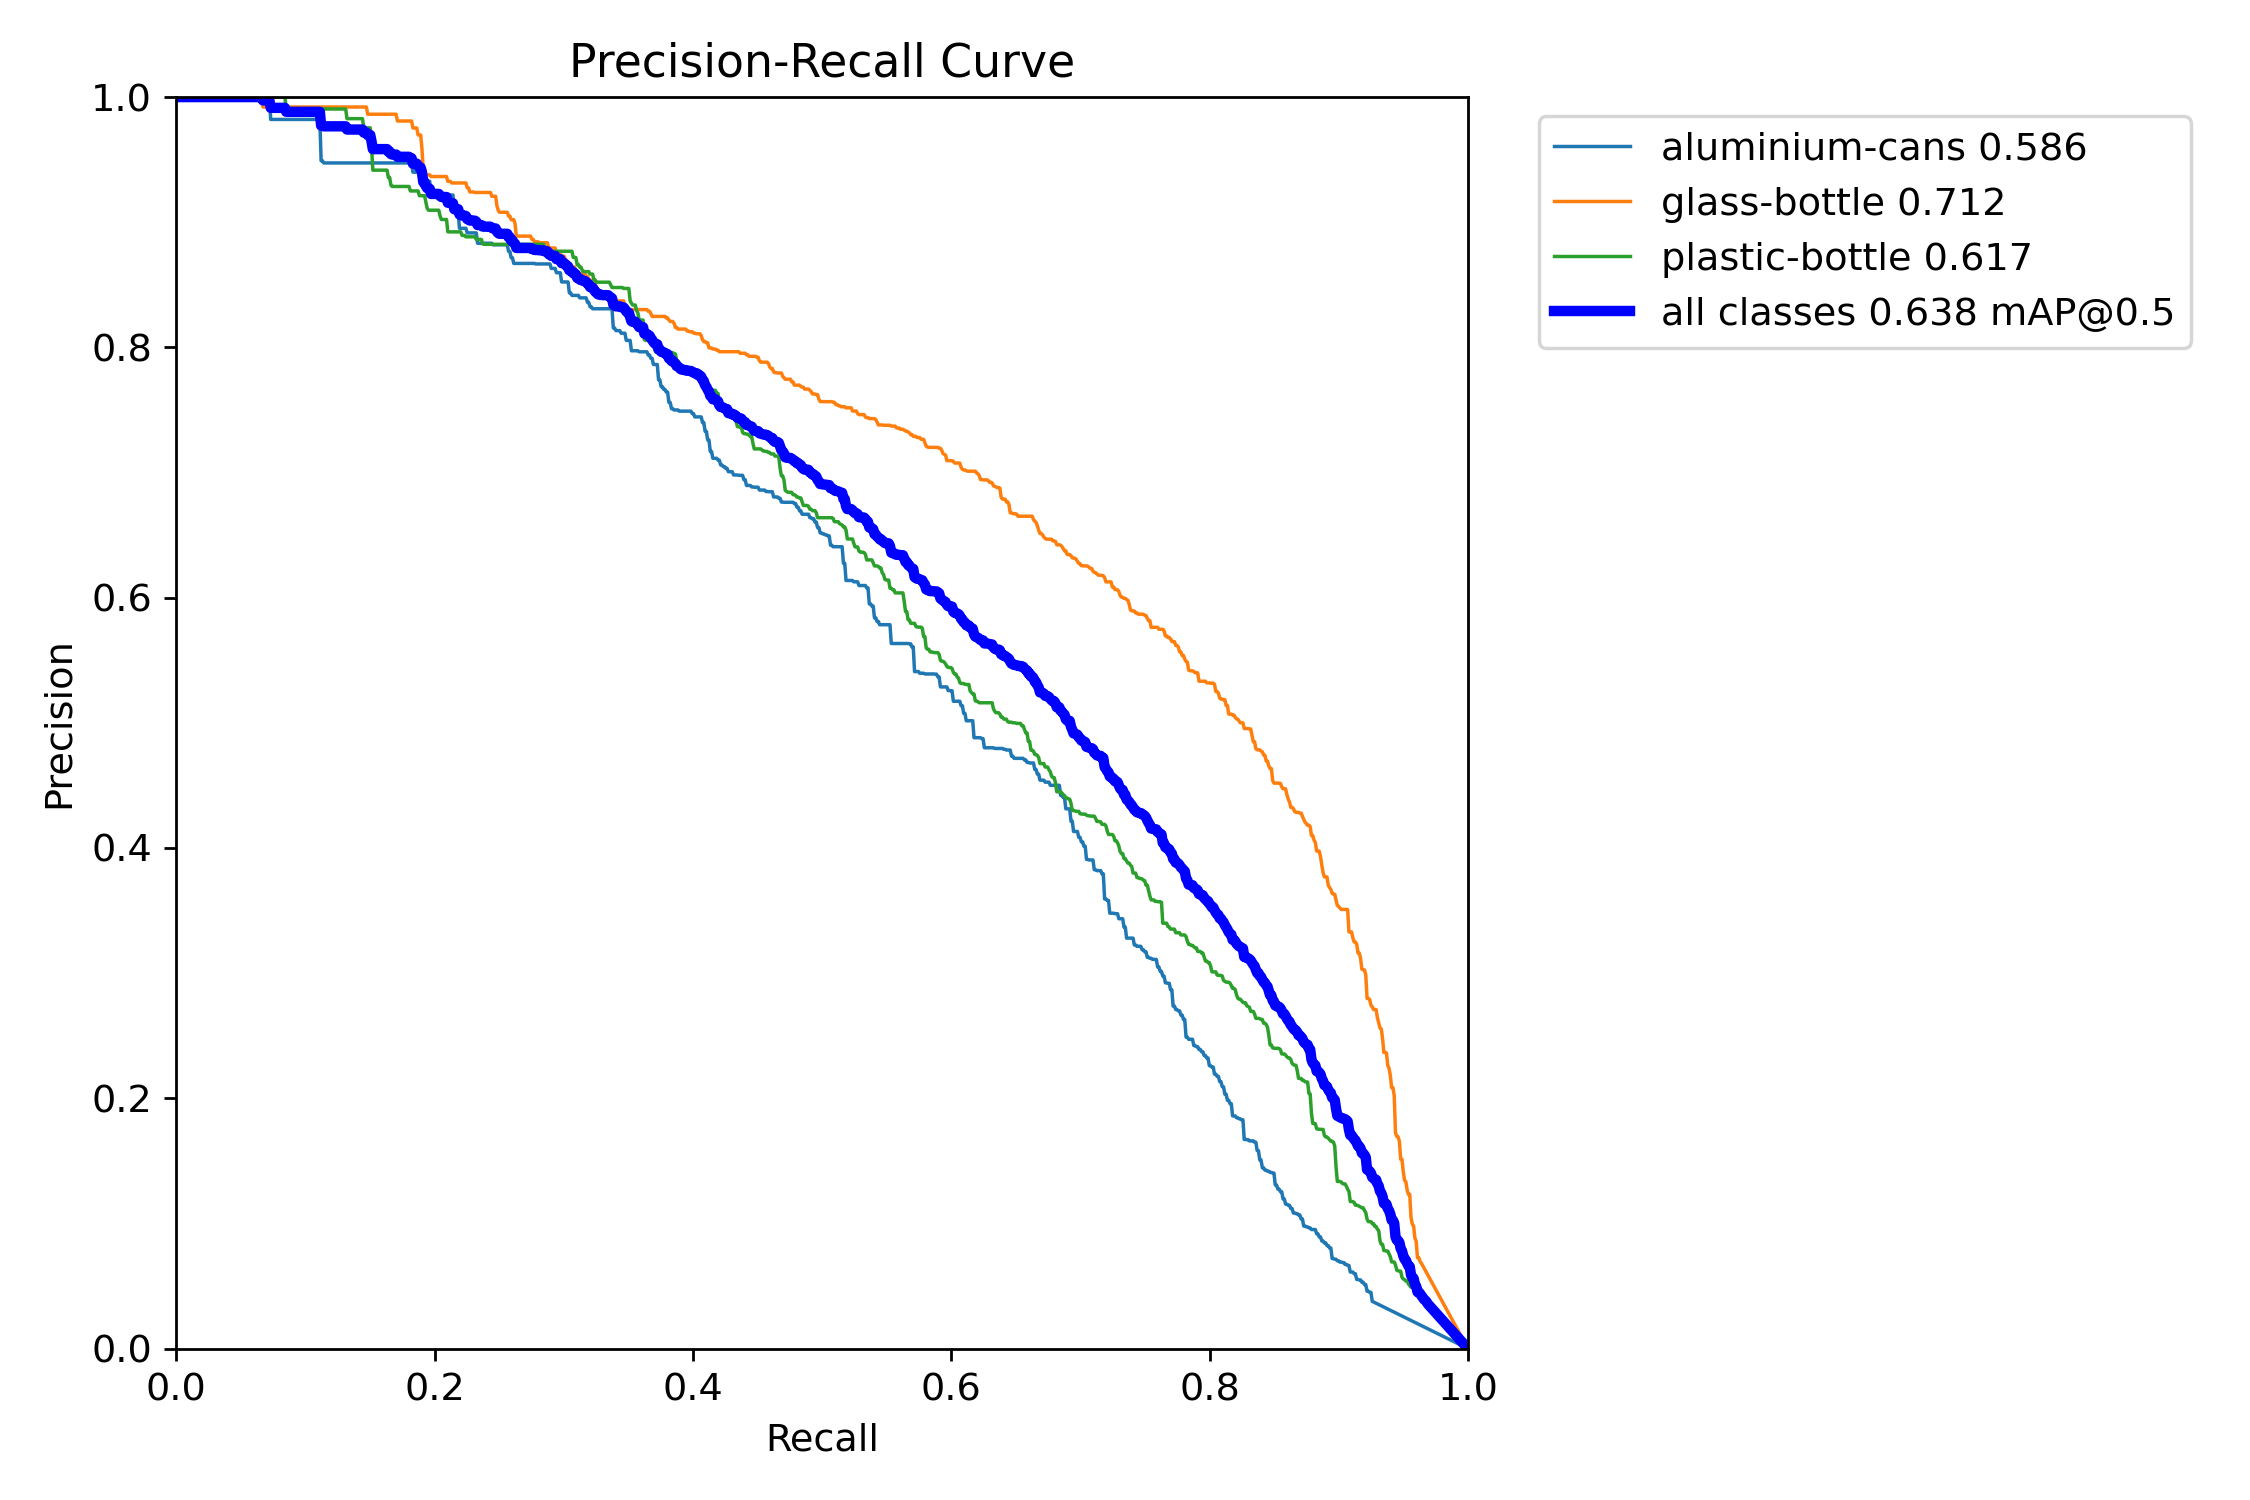 Precision-Recall Curve
1.0
0.8
0.6
0.4
0.2
0.0
Precision
0.0 0.2 0.4 0.6 0.8 1.0
Recall
aluminium-cans 0.586
glass-bottle 0.712
plastic-bottle 0.617
all classes 0.638 mAP@0.5